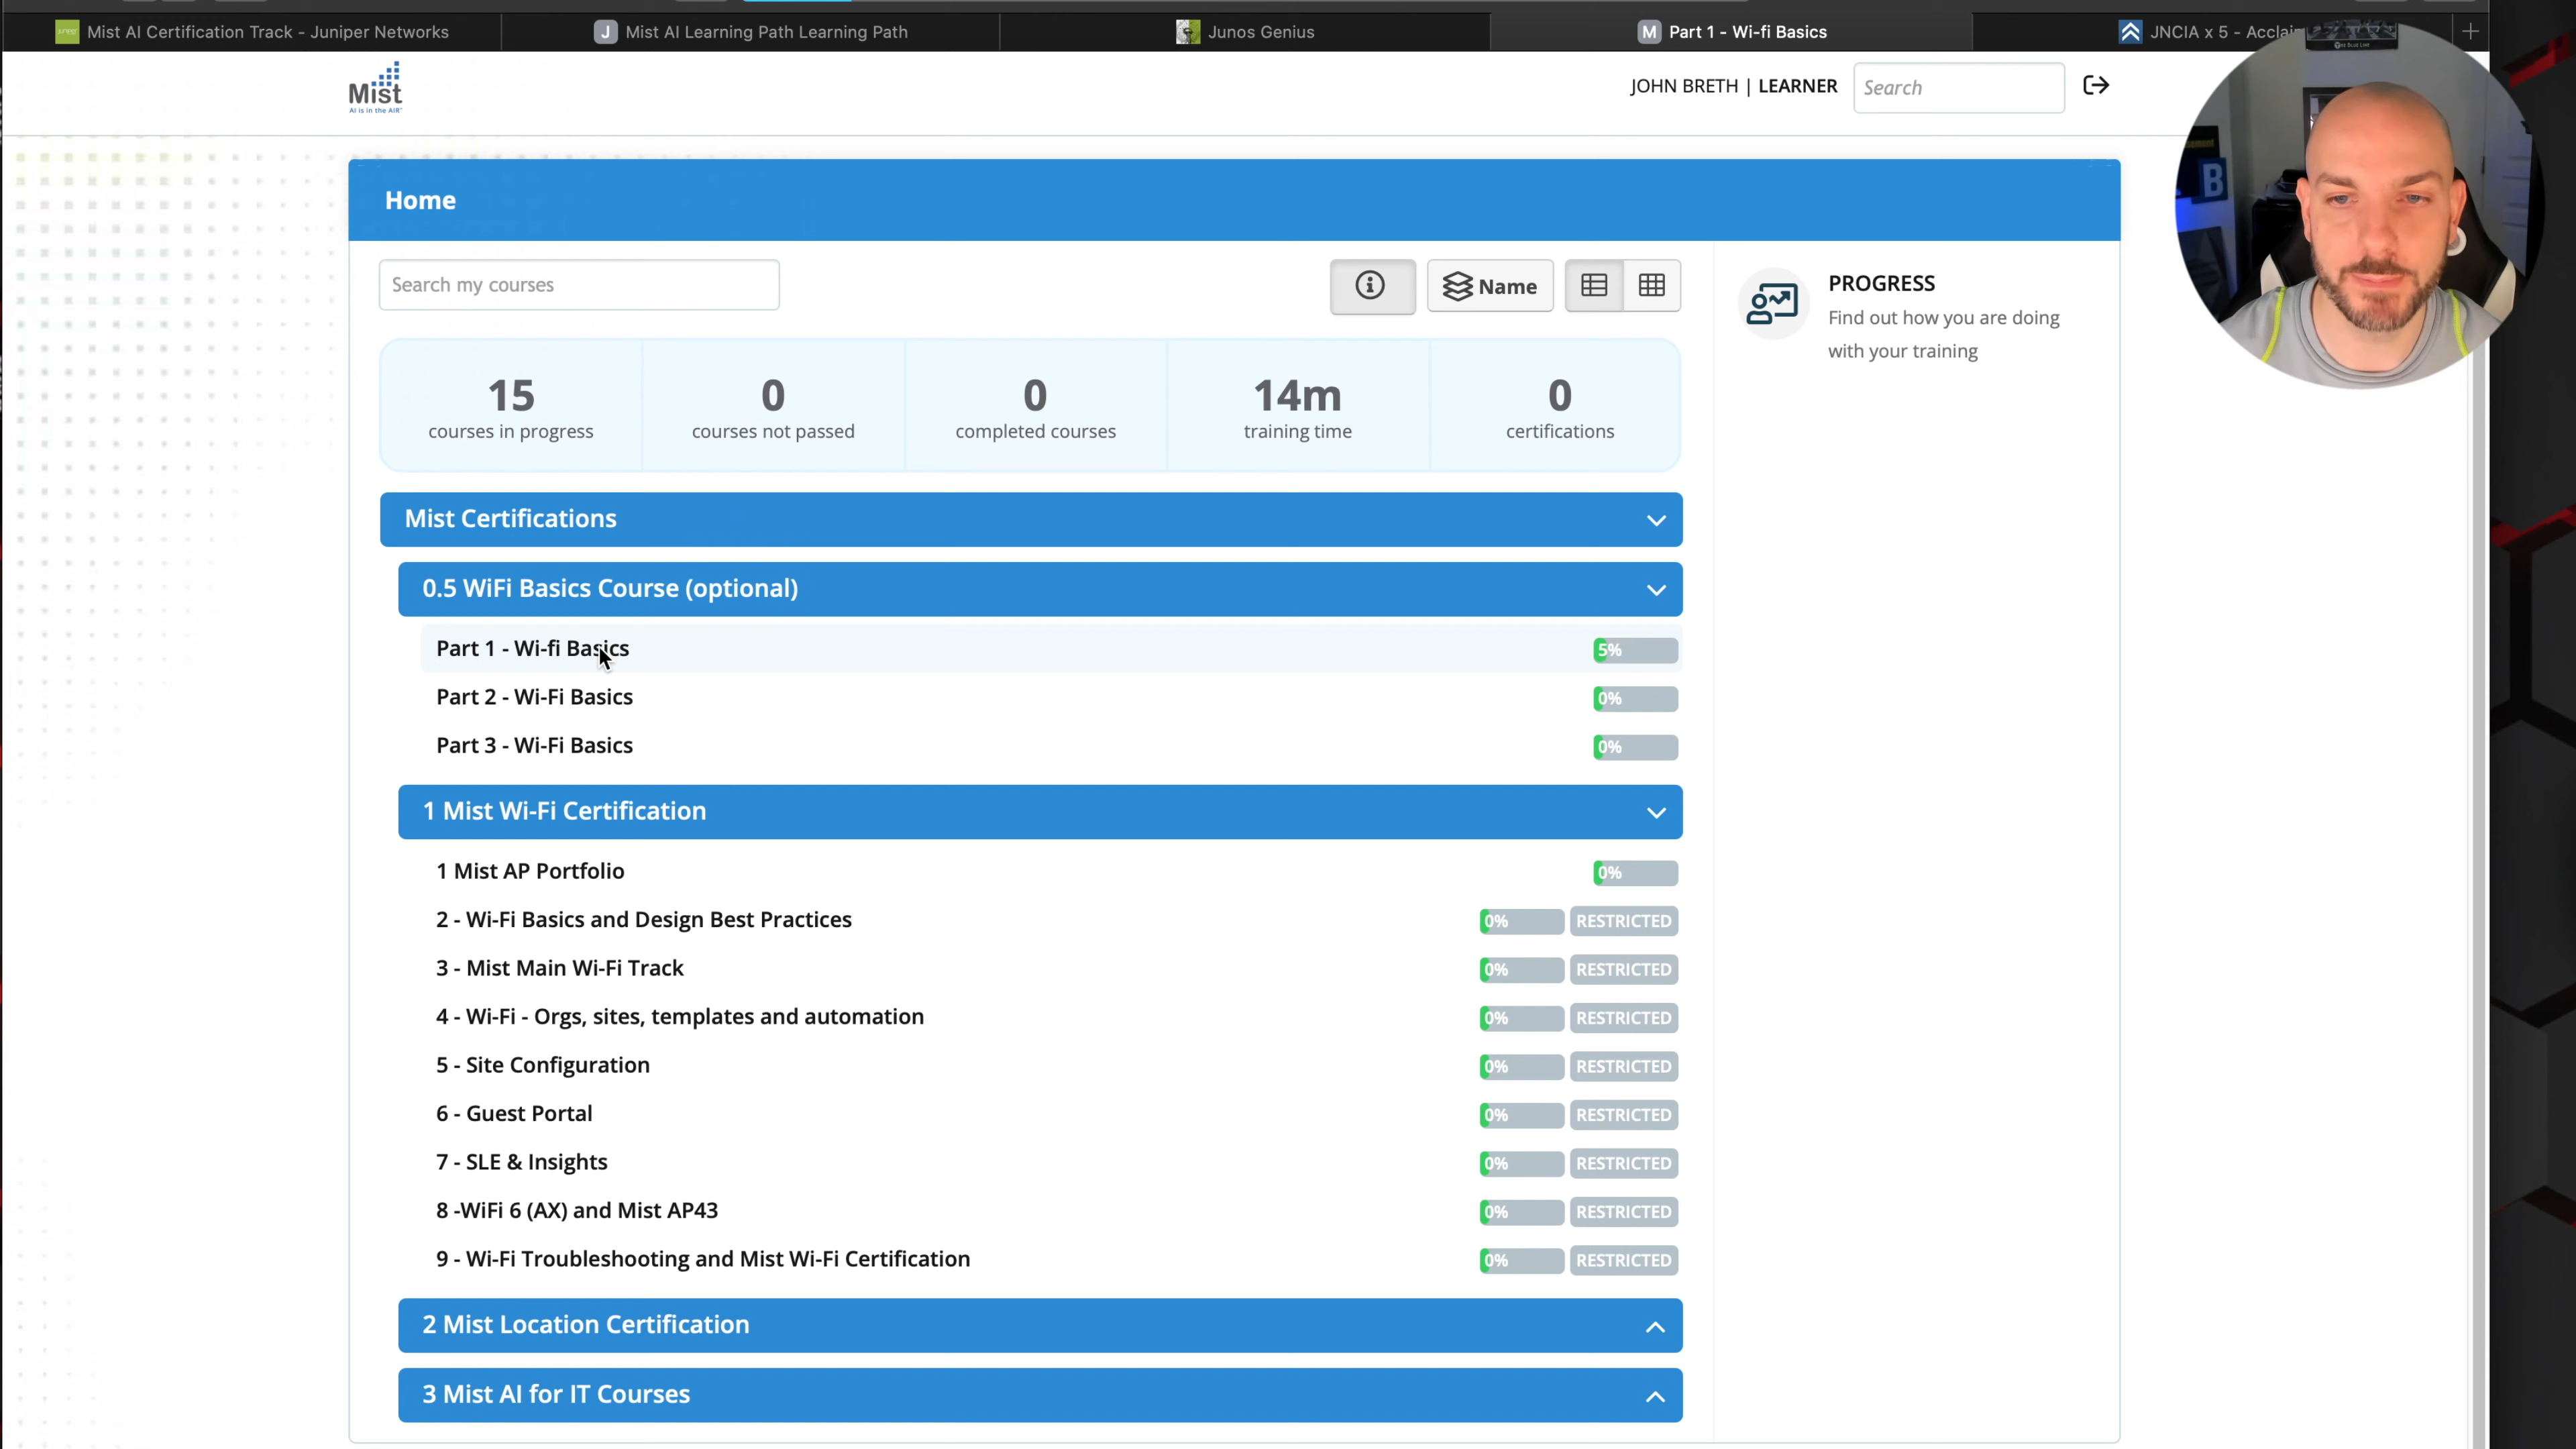 Mist AI Certification Track - Juniper Networks
J Mist AI Learning Path Learning Path
Junos Genius
M Part 1 - Wi-fi Basics
JNCIA x 5 - Acclai
Mist
AI is in the AIR
JOHN BRETH | LEARNER
Search
Home
Search my courses
Name
15
courses in progress
0
courses not passed
0
completed courses
14m
training time
0
certifications
PROGRESS
Find out how you are doing
with your training
B
Mist Certifications
0.5 WiFi Basics Course (optional)
Part 1 - Wi-fi Basics 5%
Part 2 - Wi-Fi Basics 0%
Part 3 - Wi-Fi Basics 0%
1 Mist Wi-Fi Certification
1 Mist AP Portfolio 0%
2 - Wi-Fi Basics and Design Best Practices 0% RESTRICTED
3 - Mist Main Wi-Fi Track 0% RESTRICTED
4 - Wi-Fi - Orgs, sites, templates and automation 0% RESTRICTED
5 - Site Configuration 0% RESTRICTED
6 - Guest Portal 0% RESTRICTED
7 - SLE & Insights 0% RESTRICTED
8 -WiFi 6 (AX) and Mist AP43 0% RESTRICTED
9 - Wi-Fi Troubleshooting and Mist Wi-Fi Certification 0% RESTRICTED
2 Mist Location Certification
3 Mist AI for IT Courses